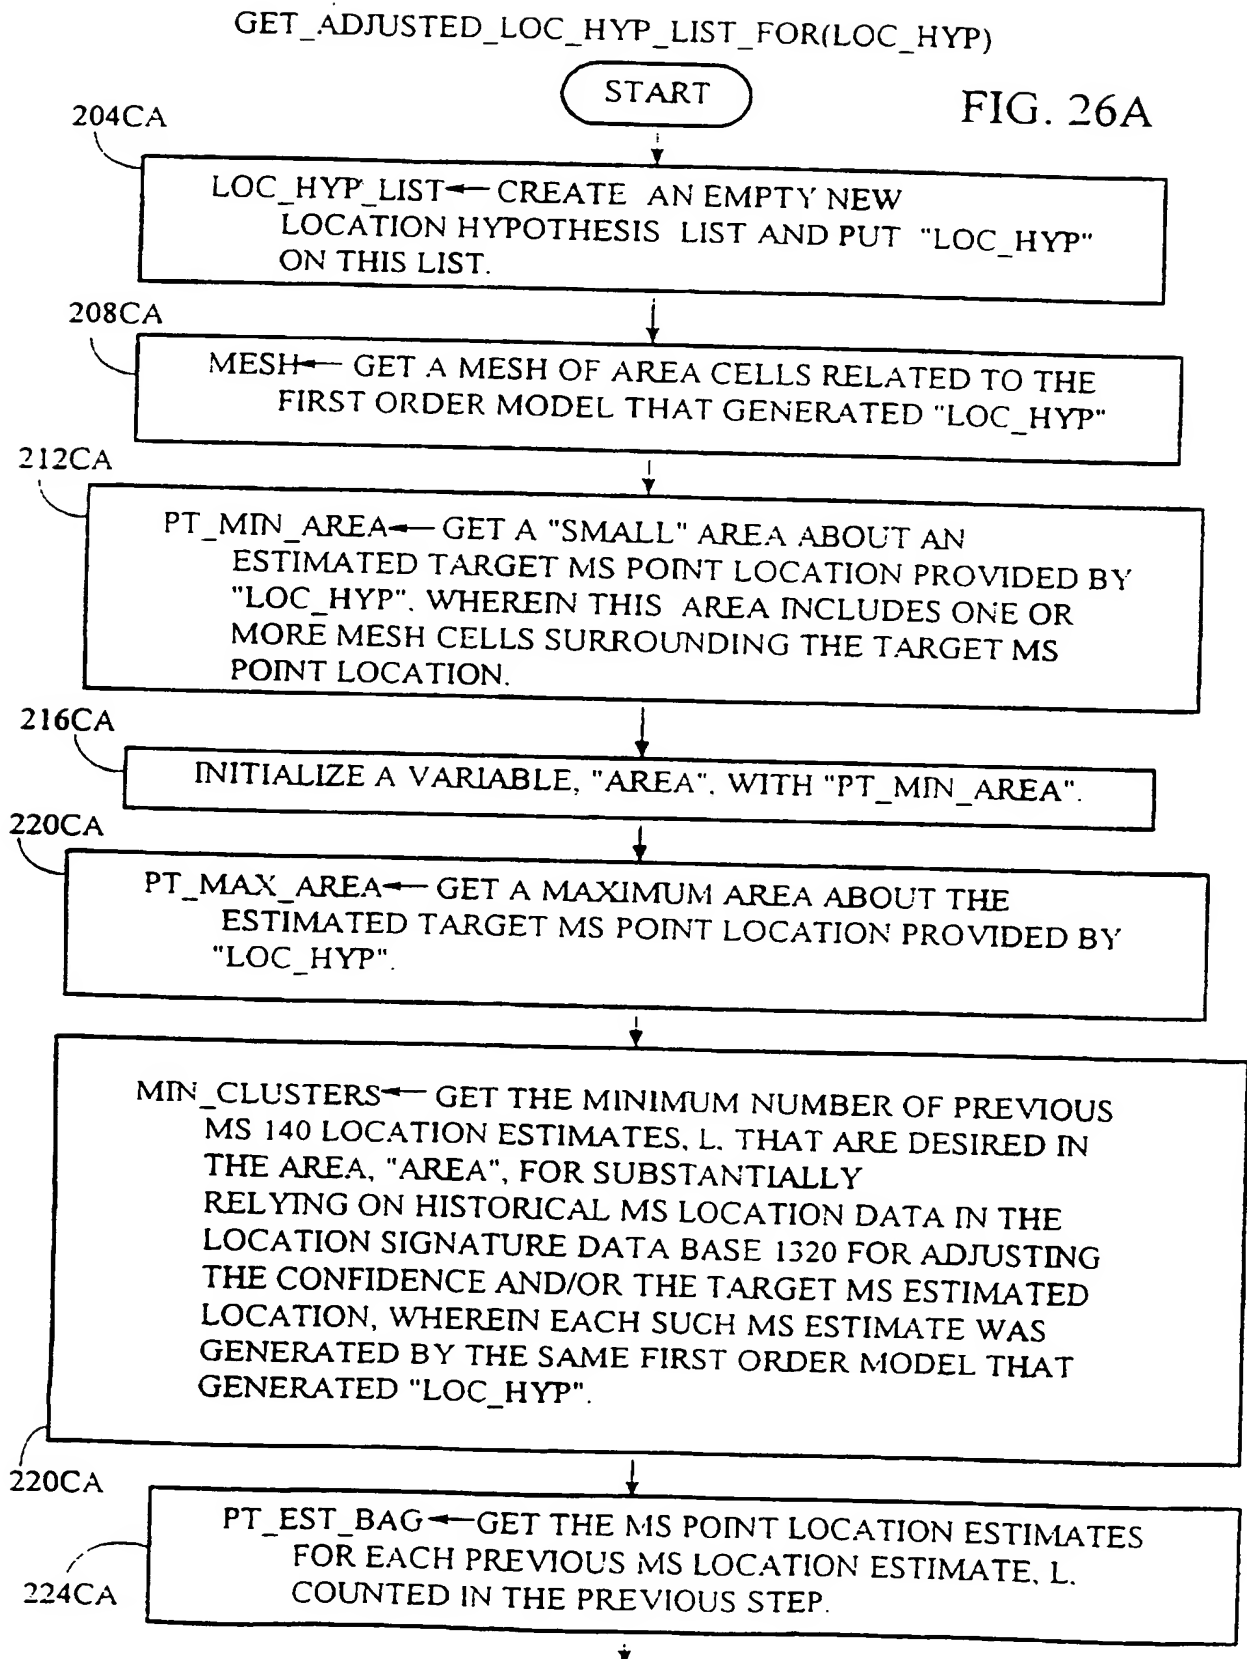 GET_ADJUSTED_LOC_HYP_LIST_FOR(LOC_HYP)
START
FIG. 26A
204CA
LOC_HYP_LIST← CREATE AN EMPTY NEW
LOCATION HYPOTHESIS LIST AND PUT "LOC_HYP"
ON THIS LIST.
208CA
MESH← GET A MESH OF AREA CELLS RELATED TO THE
FIRST ORDER MODEL THAT GENERATED "LOC_HYP"
212CA
PT_MIN_AREA← GET A "SMALL" AREA ABOUT AN
ESTIMATED TARGET MS POINT LOCATION PROVIDED BY
"LOC_HYP". WHEREIN THIS AREA INCLUDES ONE OR
MORE MESH CELLS SURROUNDING THE TARGET MS
POINT LOCATION.
216CA
INITIALIZE A VARIABLE, "AREA". WITH "PT_MIN_AREA".
220CA
PT_MAX_AREA← GET A MAXIMUM AREA ABOUT THE
ESTIMATED TARGET MS POINT LOCATION PROVIDED BY
"LOC_HYP".
MIN_CLUSTERS← GET THE MINIMUM NUMBER OF PREVIOUS
MS 140 LOCATION ESTIMATES, L. THAT ARE DESIRED IN
THE AREA, "AREA", FOR SUBSTANTIALLY
RELYING ON HISTORICAL MS LOCATION DATA IN THE
LOCATION SIGNATURE DATA BASE 1320 FOR ADJUSTING
THE CONFIDENCE AND/OR THE TARGET MS ESTIMATED
LOCATION, WHEREIN EACH SUCH MS ESTIMATE WAS
GENERATED BY THE SAME FIRST ORDER MODEL THAT
GENERATED "LOC_HYP".
220CA
PT_EST_BAG←GET THE MS POINT LOCATION ESTIMATES
FOR EACH PREVIOUS MS LOCATION ESTIMATE, L.
COUNTED IN THE PREVIOUS STEP.
224CA